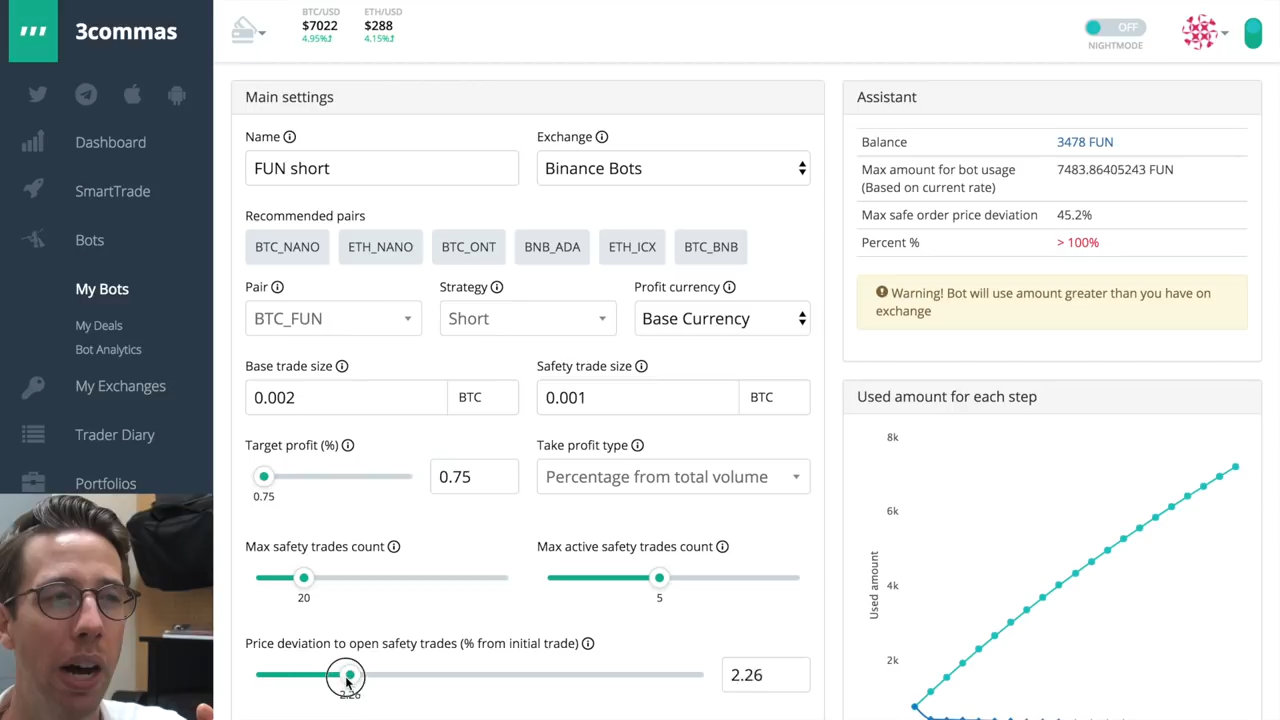 3commas
BTC/USD
$7022
4.95%
ETH/USD
$288
4.15%
OFF
NIGHTMODE
Dashboard
SmartTrade
Bots
My Bots
My Deals
Bot Analytics
My Exchanges
Trader Diary
Portfolios
Main settings
Name
Exchange
FUN short
Binance Bots
Recommended pairs
BTC_NANO
ETH_NANO
BTC_ONT
BNB_ADA
ETH_ICX
BTC_BNB
Pair
Strategy
Profit currency
BTC_FUN
Short
Base Currency
Base trade size
Safety trade size
0.002
BTC
0.001
BTC
Target profit (%)
Take profit type
0.75
0.75
Percentage from total volume
Max safety trades count
Max active safety trades count
20
5
Price deviation to open safety trades (% from initial trade)
2.26
2.26
Assistant
Balance
3478 FUN
Max amount for bot usage
(Based on current rate)
7483.86405243 FUN
Max safe order price deviation
45.2%
Percent %
> 100%
Warning! Bot will use amount greater than you have on
exchange
Used amount for each step
8k
6k
4k
2k
Used amount